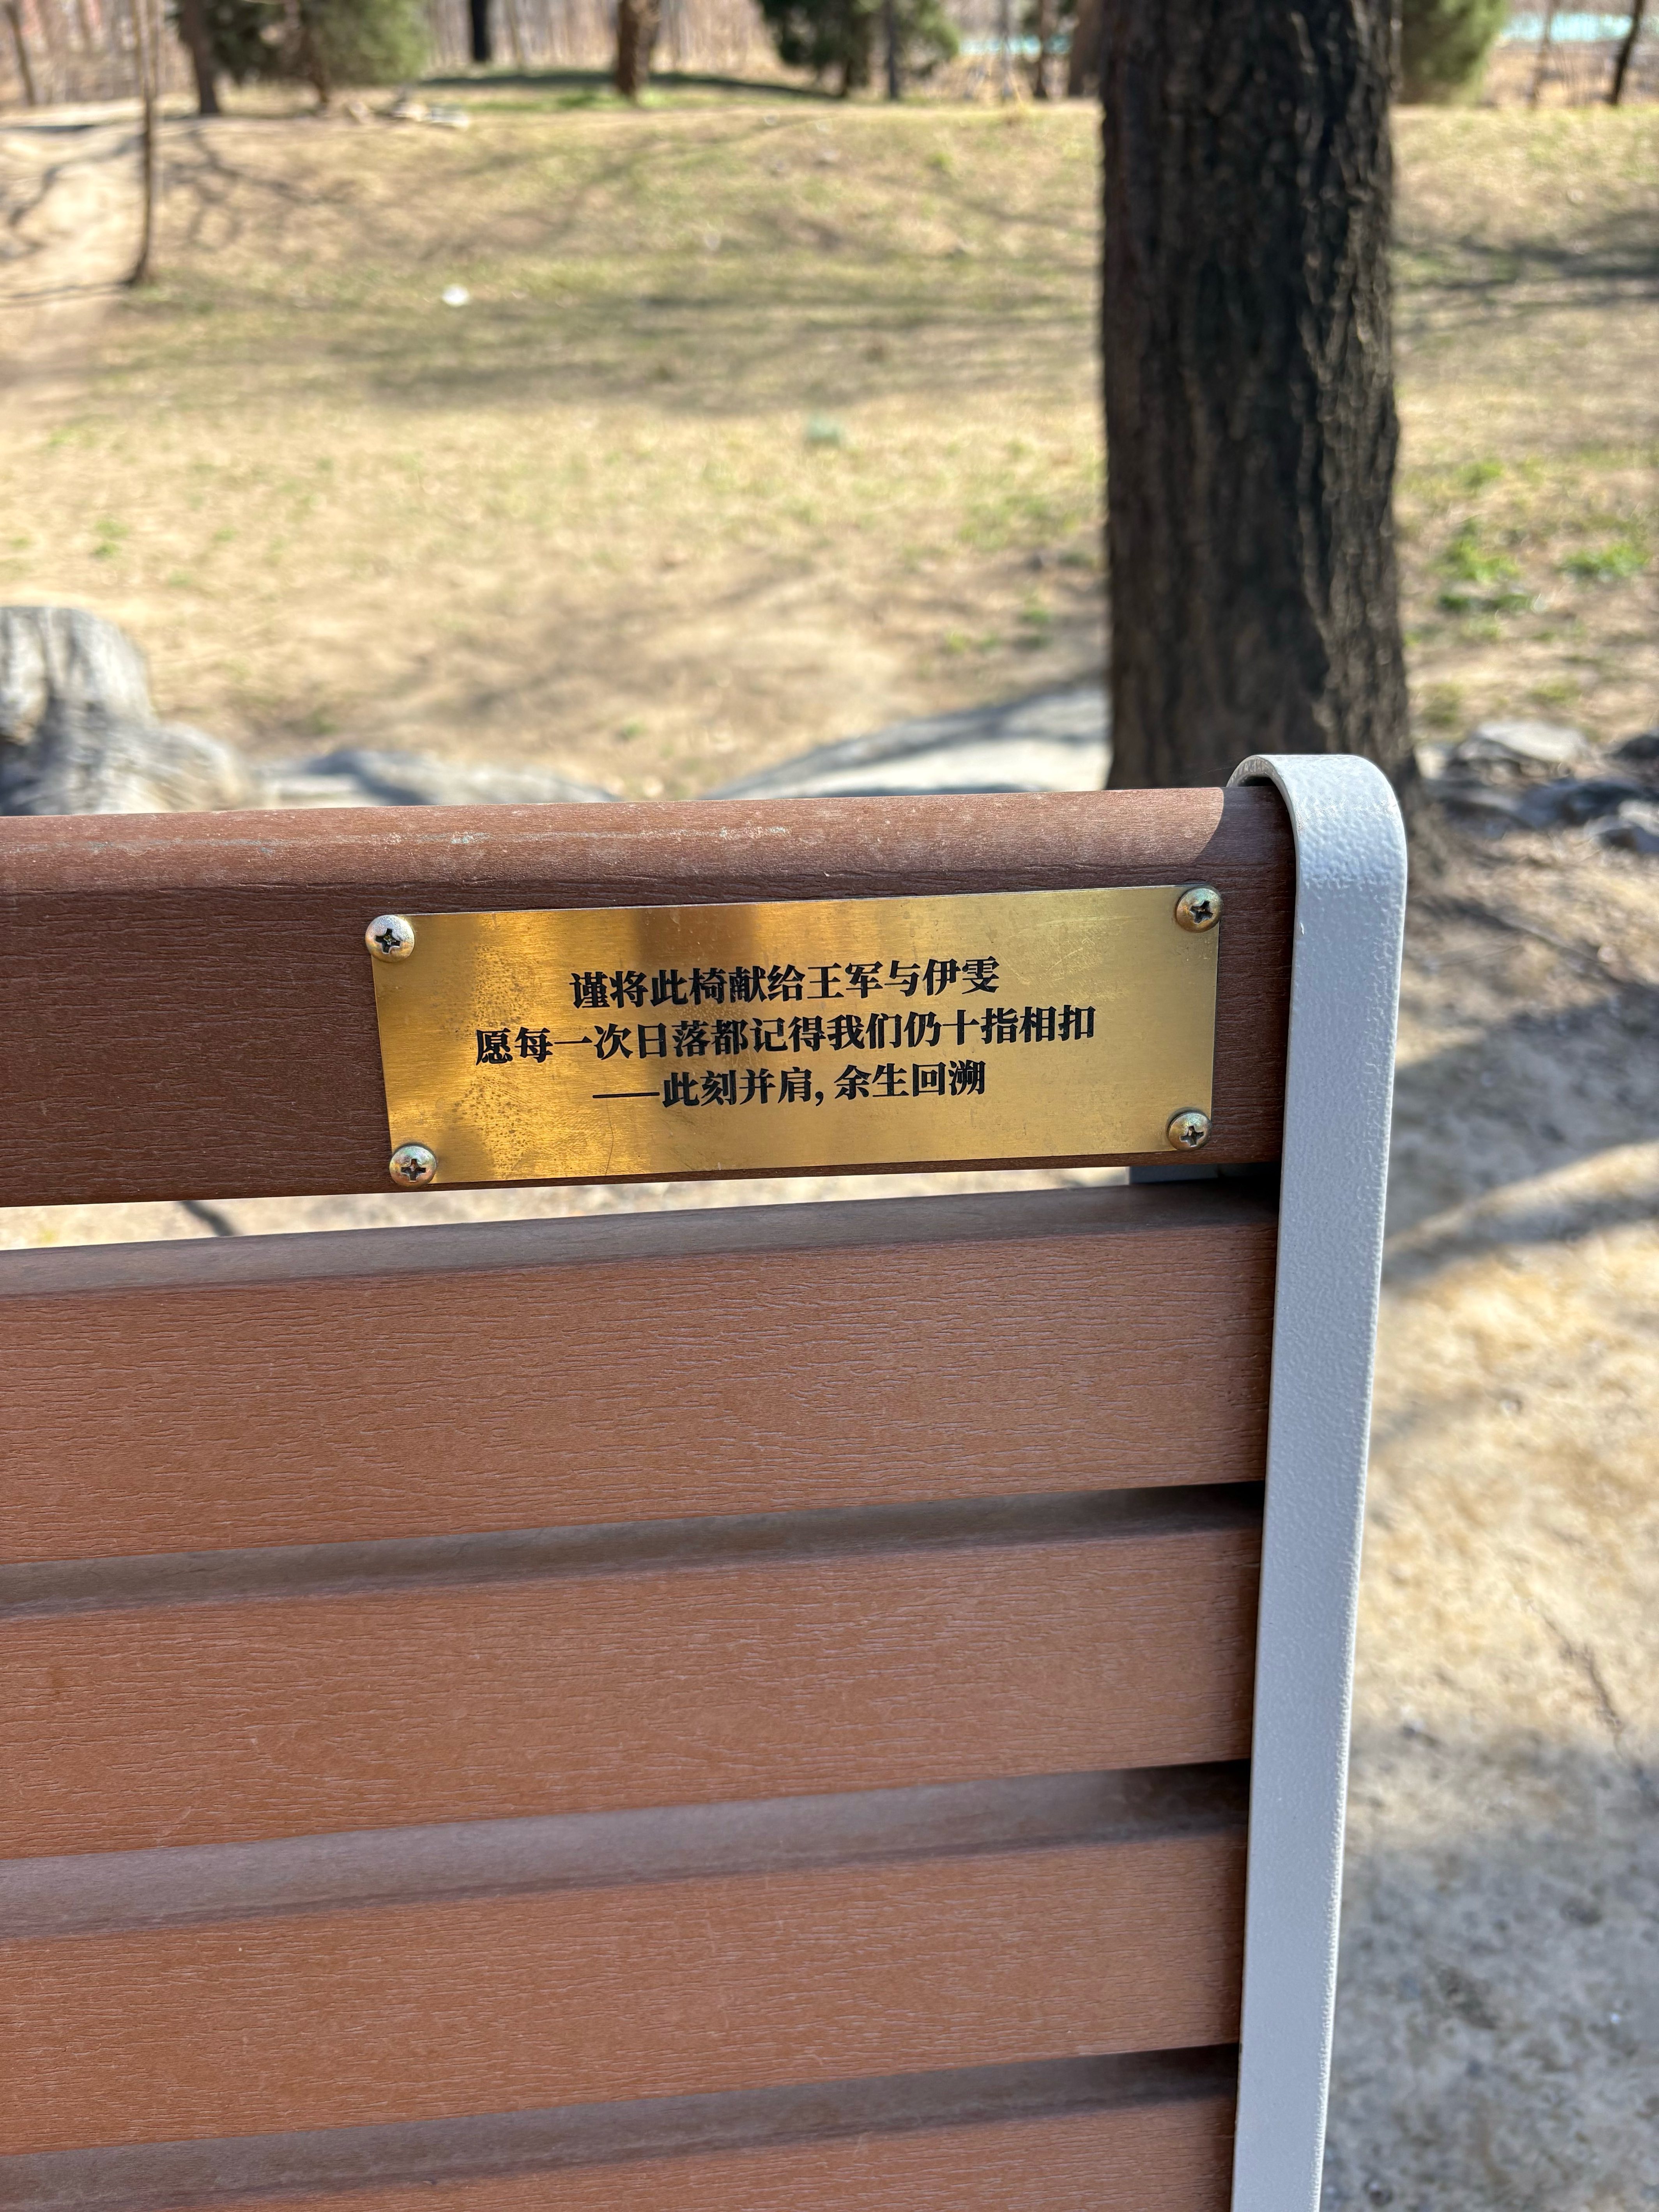 谨将此椅献给王军与伊雯
愿每一次日落都记得我们仍十指相扣
——此刻并肩，余生回溯